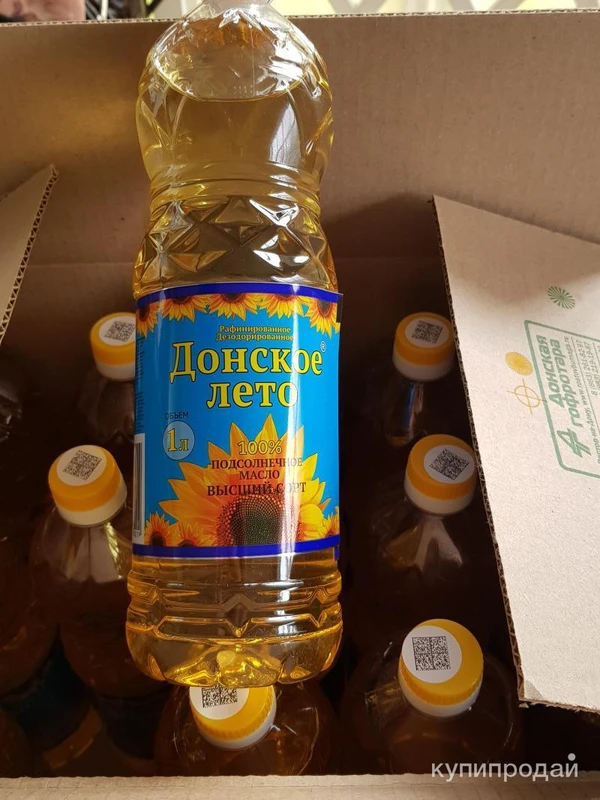 Рафинированное
Дезодорированное
Донское®
лето
ОБЪЕМ
1л
100%
ПОДСОЛНЕЧНОЕ
МАСЛО
ВЫСШИЙ СОРТ
Донская
гофротара
купипродай